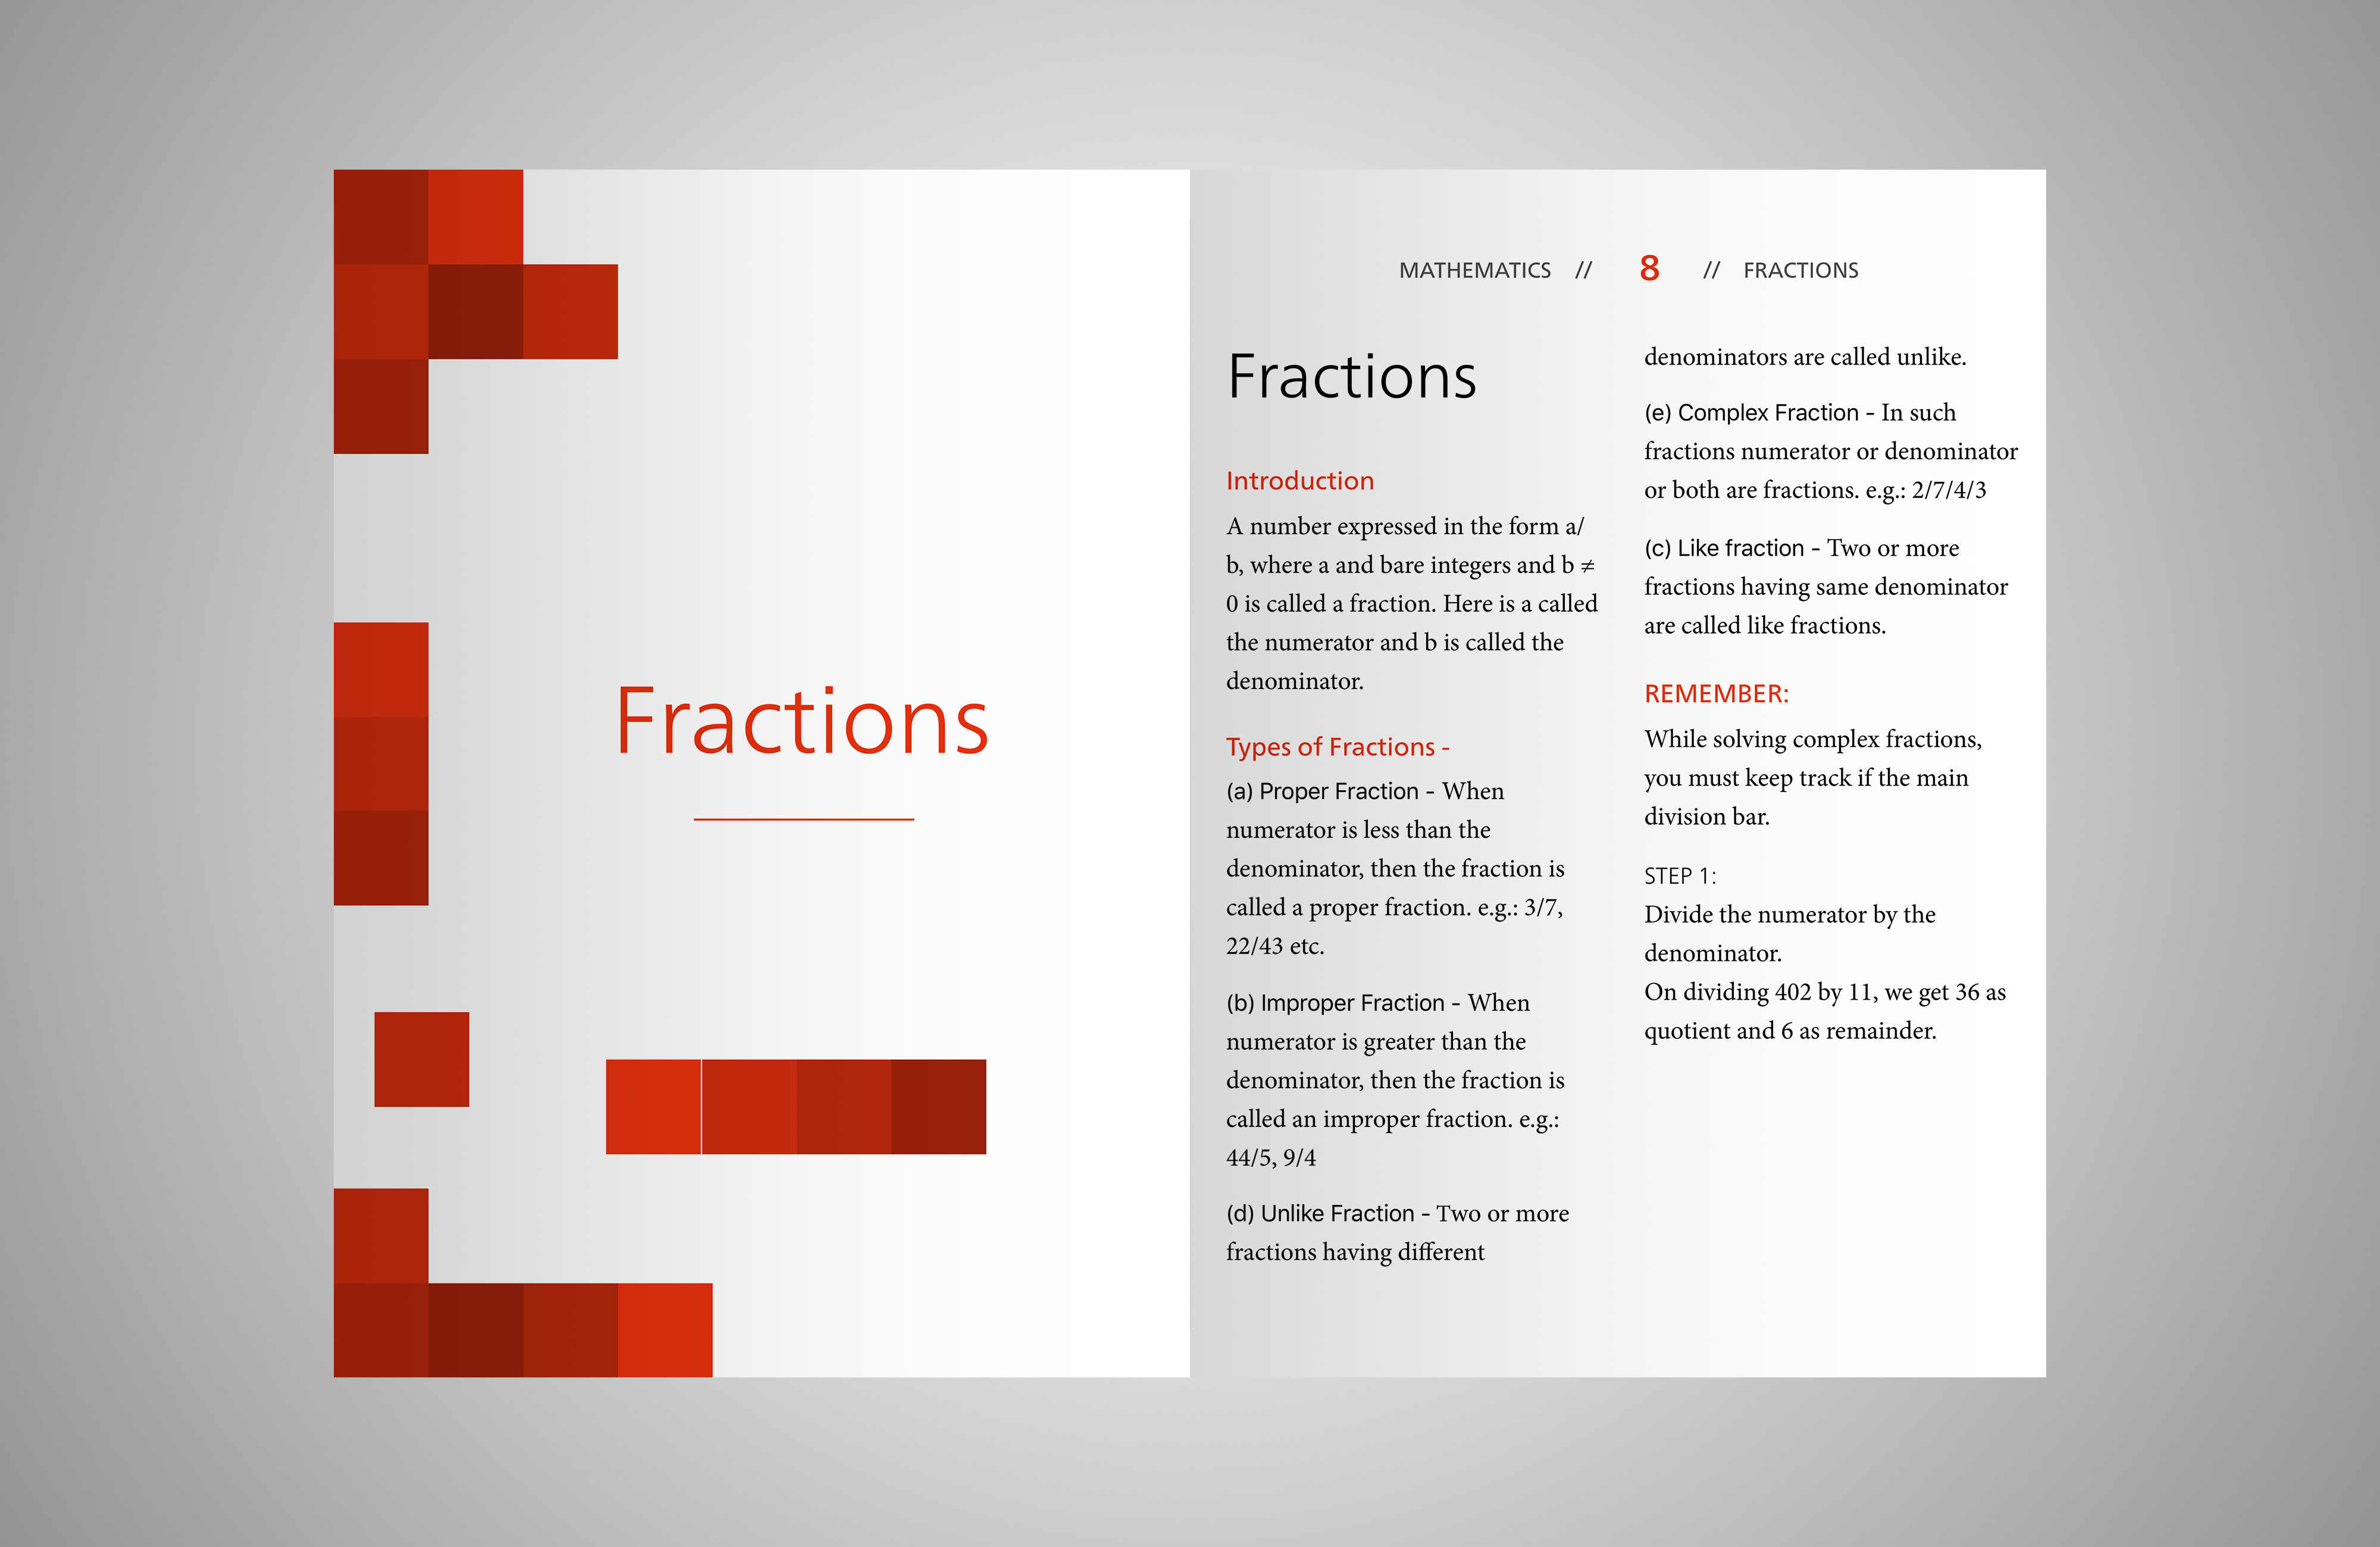 Fractions
MATHEMATICS // 8 // FRACTIONS
Fractions
Introduction
A number expressed in the form a/
b, where a and bare integers and b ≠
0 is called a fraction. Here is a called
the numerator and b is called the
denominator.
Types of Fractions -
(a) Proper Fraction - When
numerator is less than the
denominator, then the fraction is
called a proper fraction. e.g.: 3/7,
22/43 etc.
(b) Improper Fraction - When
numerator is greater than the
denominator, then the fraction is
called an improper fraction. e.g.:
44/5, 9/4
(d) Unlike Fraction - Two or more
fractions having different
denominators are called unlike.
(e) Complex Fraction - In such
fractions numerator or denominator
or both are fractions. e.g.: 2/7/4/3
(c) Like fraction - Two or more
fractions having same denominator
are called like fractions.
REMEMBER:
While solving complex fractions,
you must keep track if the main
division bar.
STEP 1:
Divide the numerator by the
denominator.
On dividing 402 by 11, we get 36 as
quotient and 6 as remainder.